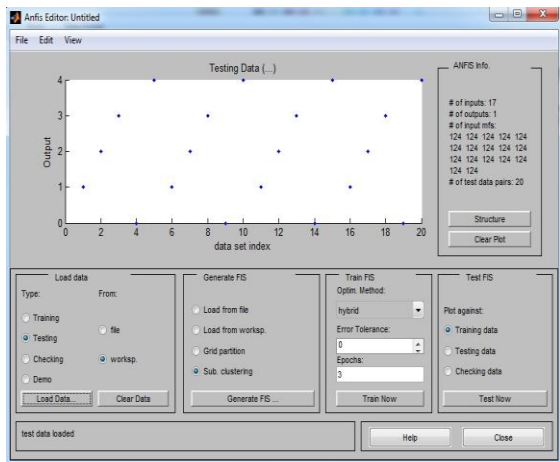 Anfis Editor: Untitled
File Edit View
Testing Data (...)
4
3
2
1
0
Output
0 2 4 6 8 10 12 14 16 18 20
data set index
ANFIS Info.
# of inputs: 17
# of outputs: 1
# of input mfs:
124 124 124 124 124
124 124 124 124 124
124 124 124 124 124
124 124
# of test data pairs: 20
Structure
Clear Plot
Load data
Type: From:
Training
Testing
Checking
Demo
file
worksp.
Load Data...
Clear Data
Generate FIS
Load from file
Load from worksp.
Grid partition
Sub. clustering
Generate FIS ...
Train FIS
Optim. Method:
hybrid
Error Tolerance:
0
Epochs:
3
Train Now
Test FIS
Plot against:
Training data
Testing data
Checking data
Test Now
test data loaded
Help
Close